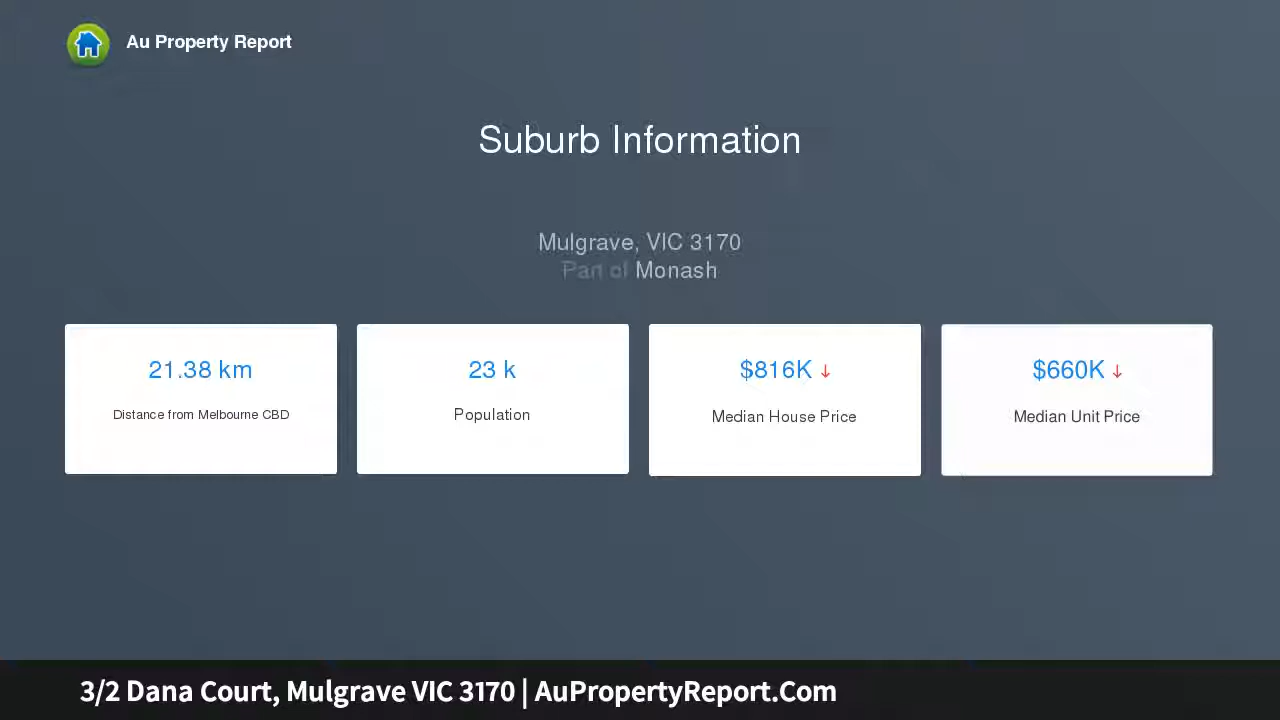 Au Property Report
Suburb Information
Mulgrave, VIC 3170
Part of Monash
21.38 km
Distance from Melbourne CBD
23 k
Population
$816K ↓
Median House Price
$660K ↓
Median Unit Price
3/2 Dana Court, Mulgrave VIC 3170 | AuPropertyReport.Com